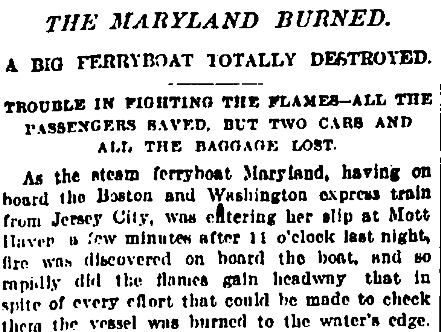 THE MARYLAND BURNED.
A BIG FERRYBOAT TOTALLY DESTROYED.
TROUBLE IN FIGHTING THE FLAMES—ALL THE
PASSENGERS SAVED, BUT TWO CARS AND
ALL THE BAGGAGE LOST.
As the steam ferryboat Maryland, having on
board the Boston and Washington express train
from Jersey City, was entering her slip at Mott
Haven a few minutes after 11 o'clock last night,
fire was discovered on board the boat, and so
rapidly did the flames gain headway that in
spite of every effort that could be made to check
them the vessel was burned to the water's edge.